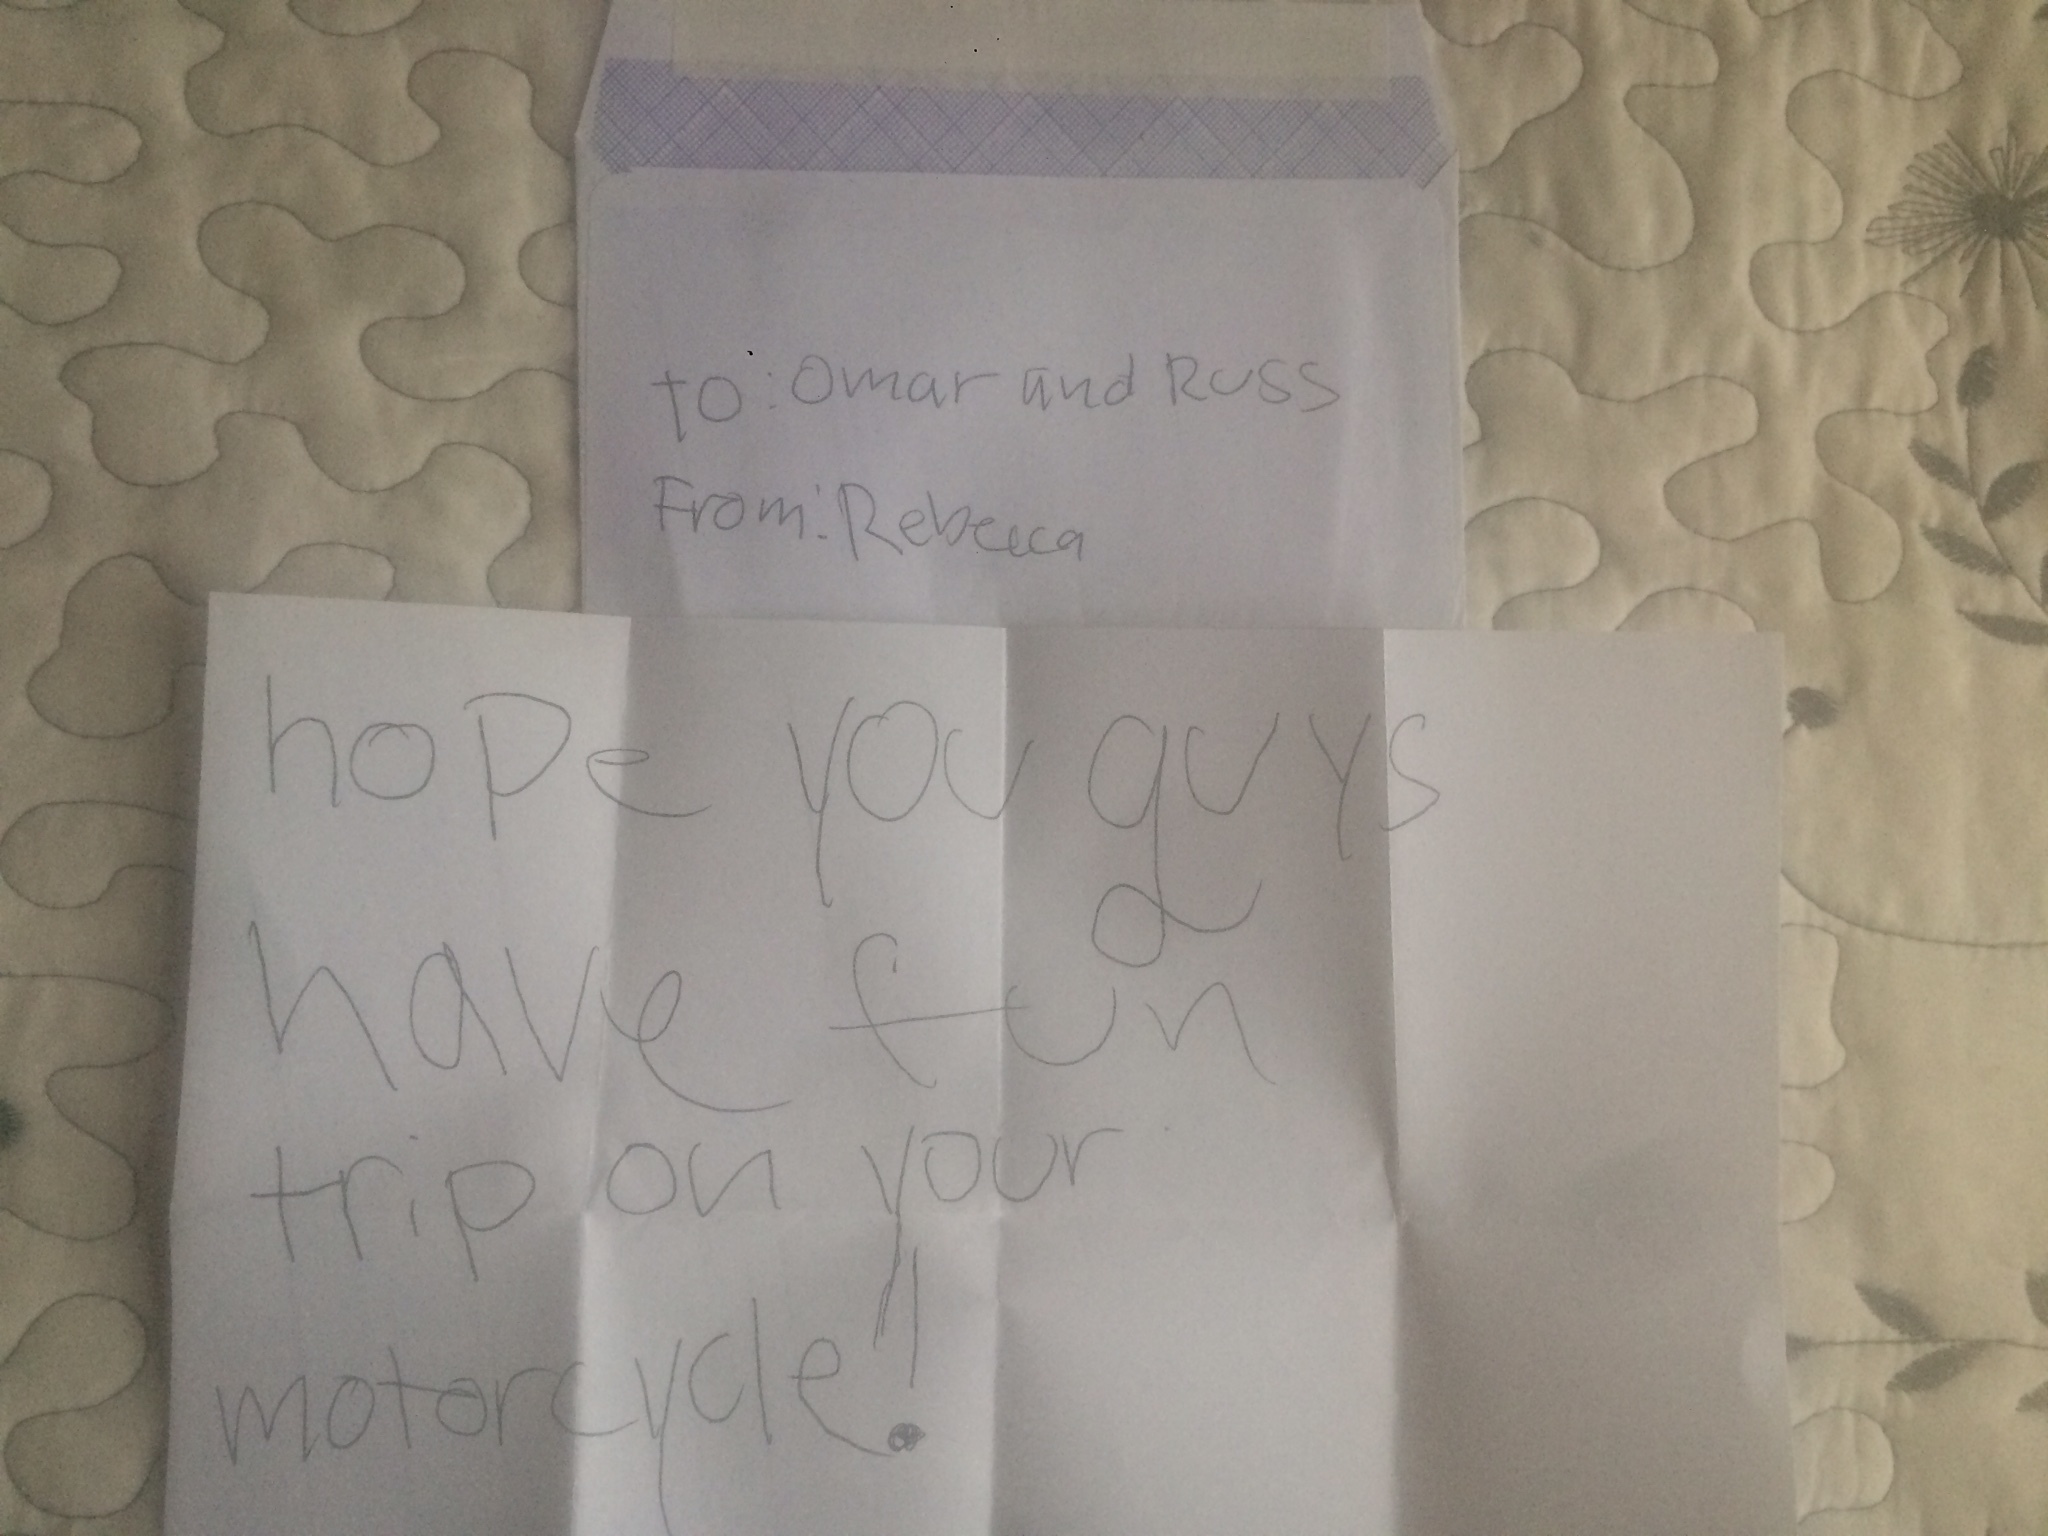 to: Omar and Russ
From: Rebecca
hope you guys
have fun
trip on your
motorcycle!